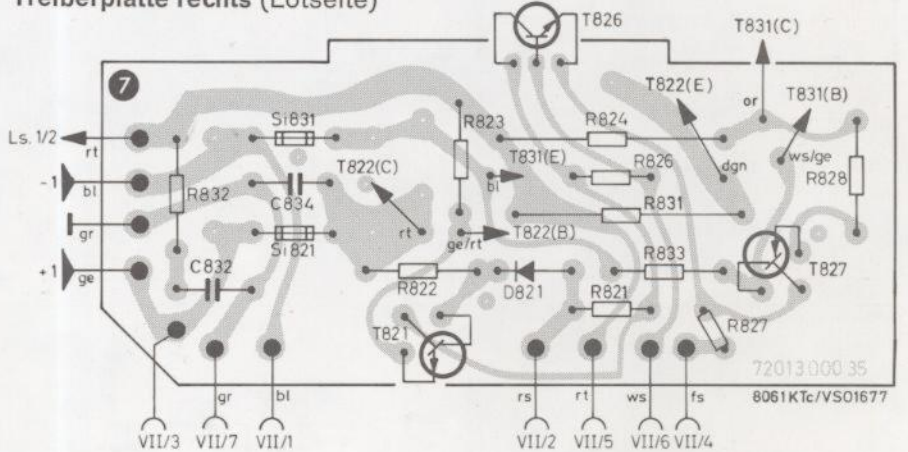 Treiberplatte rechts (Lötseite)
T826
T831(C)
7
T822(E)
T831(B)
or
Si831
R823
R824
Ls. 1/2
rt
ws/ge
T822(C)
T831(E)
R826
dgn
R828
-1
bl
R832
C834
bl
R831
gr
Si821
rt
ge/rt
T822(B)
C832
R833
+1
ge
R822
D821
T827
R821
T821
R827
72013 000 35
gr
bl
rs
rt
ws
fs
8061KTc/VSO1677
VII/3
VII/7
VII/1
VII/2
VII/5
VII/6
VII/4